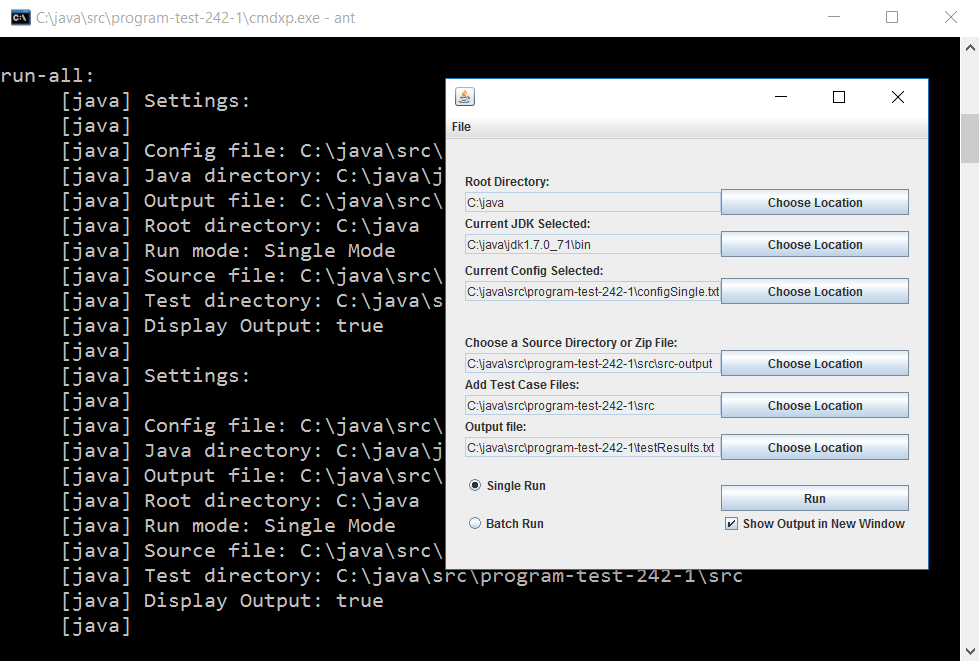 C:\java\src\program-test-242-1\cmdxp.exe - ant
run-all:
[java] Settings:
[java]
[java] Config file: C:\java\src\
[java] Java directory: C:\java\j
[java] Output file: C:\java\src\
[java] Root directory: C:\java
[java] Run mode: Single Mode
[java] Source file: C:\java\src\
[java] Test directory: C:\java\s
[java] Display Output: true
[java]
[java] Settings:
[java]
[java] Config file: C:\java\src\
[java] Java directory: C:\java\j
[java] Output file: C:\java\src\
[java] Root directory: C:\java
[java] Run mode: Single Mode
[java] Source file: C:\java\src\
[java] Test directory: C:\java\src\program-test-242-1\src
[java] Display Output: true
[java]
File
Root Directory:
C:\java Choose Location
Current JDK Selected:
C:\java\jdk1.7.0_71\bin Choose Location
Current Config Selected:
C:\java\src\program-test-242-1\configSingle.txt Choose Location
Choose a Source Directory or Zip File:
C:\java\src\program-test-242-1\src\src-output Choose Location
Add Test Case Files:
C:\java\src\program-test-242-1\src Choose Location
Output file:
C:\java\src\program-test-242-1\testResults.txt Choose Location
Single Run
Run
Batch Run Show Output in New Window